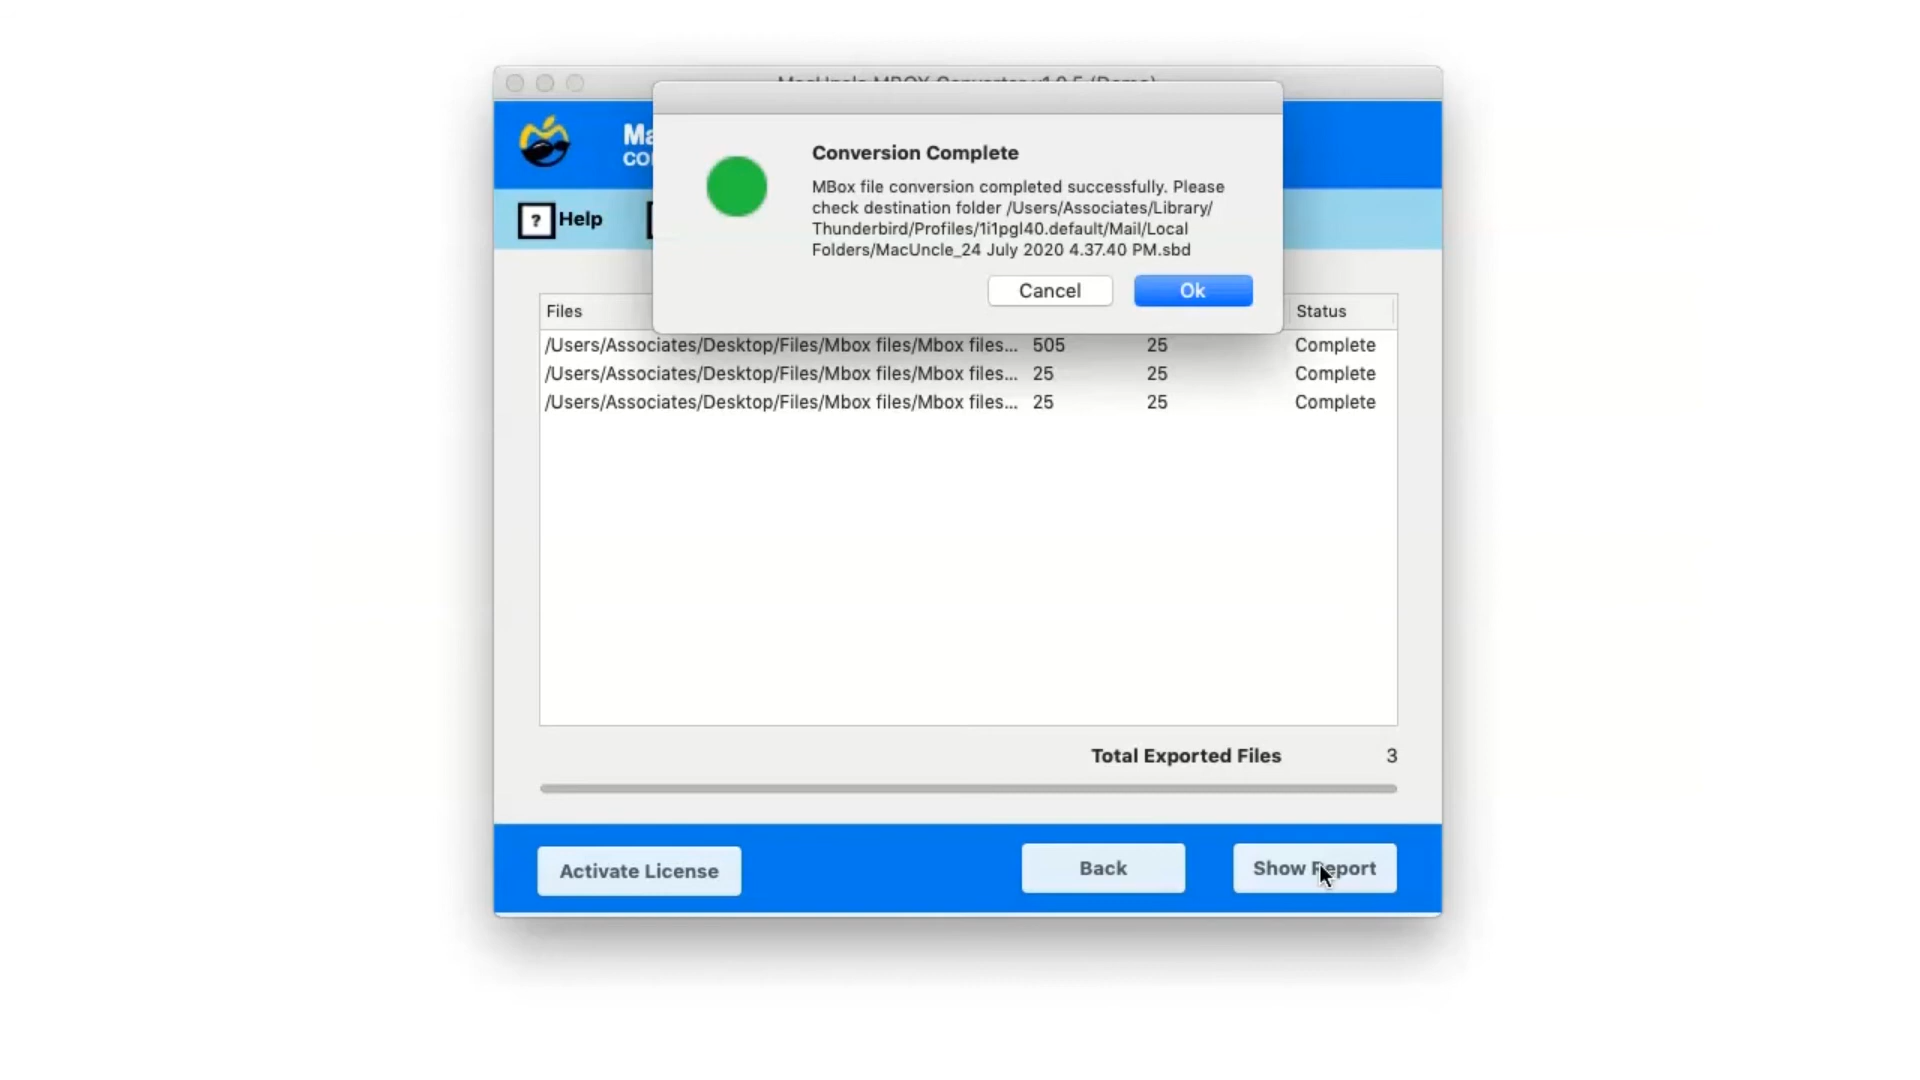 Conversion Complete
MBox file conversion completed successfully. Please
check destination folder /Users/Associates/Library/
Thunderbird/Profiles/1i1pgl40.default/Mail/Local
Folders/MacUncle_24 July 2020 4.37.40 PM.sbd
Cancel Ok
? Help
Files Status
/Users/Associates/Desktop/Files/Mbox files/Mbox files... 505 25 Complete
/Users/Associates/Desktop/Files/Mbox files/Mbox files... 25 25 Complete
/Users/Associates/Desktop/Files/Mbox files/Mbox files... 25 25 Complete
Total Exported Files 3
Activate License Back Show Report